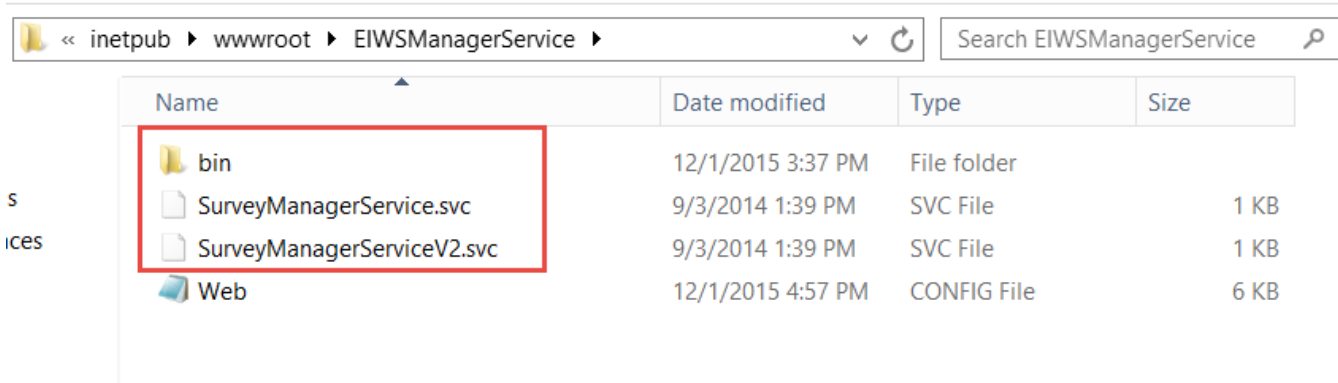 « inetpub wwwroot EIWSManagerService Search EIWSManagerService
Name Date modified Type Size
bin 12/1/2015 3:37 PM File folder
s SurveyManagerService.svc 9/3/2014 1:39 PM SVC File 1 KB
ices SurveyManagerServiceV2.svc 9/3/2014 1:39 PM SVC File 1 KB
Web 12/1/2015 4:57 PM CONFIG File 6 KB